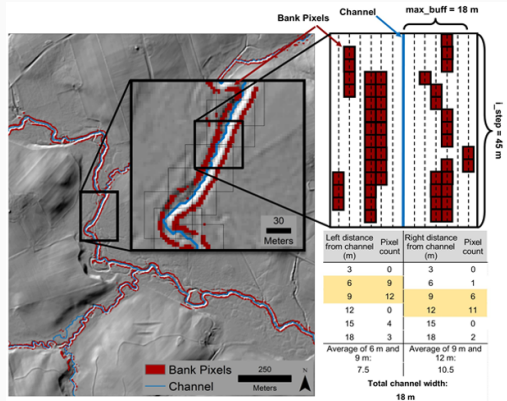 Bank Pixels
Channel
max_buff = 18 m
i_step = 45 m
30
Meters
Bank Pixels
Channel
250
Meters
N
Left distance from channel (m) Pixel count Right distance from channel (m) Pixel count
3 0 3 0
6 9 6 1
9 12 9 6
12 0 12 11
15 4 15 0
18 3 18 2
Average of 6 m and 9 m: Average of 9 m and 12 m:
7.5 10.5
Total channel width:
18 m